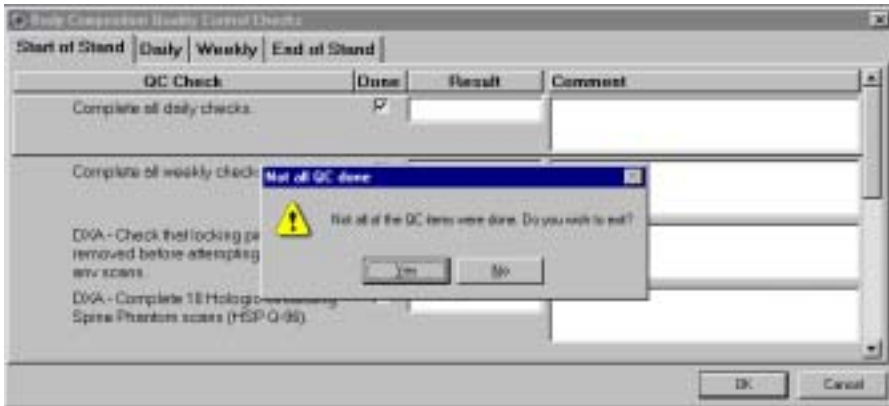 Body Composition Quality Control Checks
Start of Stand Daily Weekly End of Stand
QC Check Done Result Comment
Complete all daily checks.
Complete all weekly check
Not all QC done
Not all of the QC items were done. Do you wish to exit?
Yes No
DXA - Check that locking
removed before attempting
any scans.
DXA - Complete 10 Hologic
Spine Phantom scans (HSP Q-96).
OK Cancel